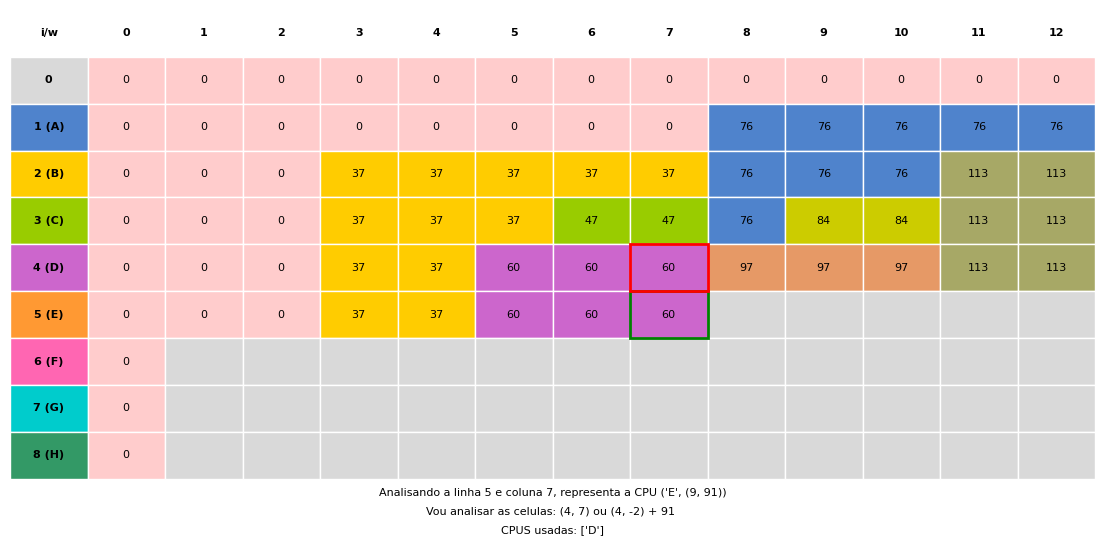 i/w 0 1 2 3 4 5 6 7 8 9 10 11 12
0 0 0 0 0 0 0 0 0 0 0 0 0 0
1 (A) 0 0 0 0 0 0 0 0 76 76 76 76 76
2 (B) 0 0 0 37 37 37 37 37 76 76 76 113 113
3 (C) 0 0 0 37 37 37 47 47 76 84 84 113 113
4 (D) 0 0 0 37 37 60 60 60 97 97 97 113 113
5 (E) 0 0 0 37 37 60 60 60
6 (F) 0
7 (G) 0
8 (H) 0
Analisando a linha 5 e coluna 7, representa a CPU ('E', (9, 91))
Vou analisar as celulas: (4, 7) ou (4, -2) + 91
CPUS usadas: ['D']